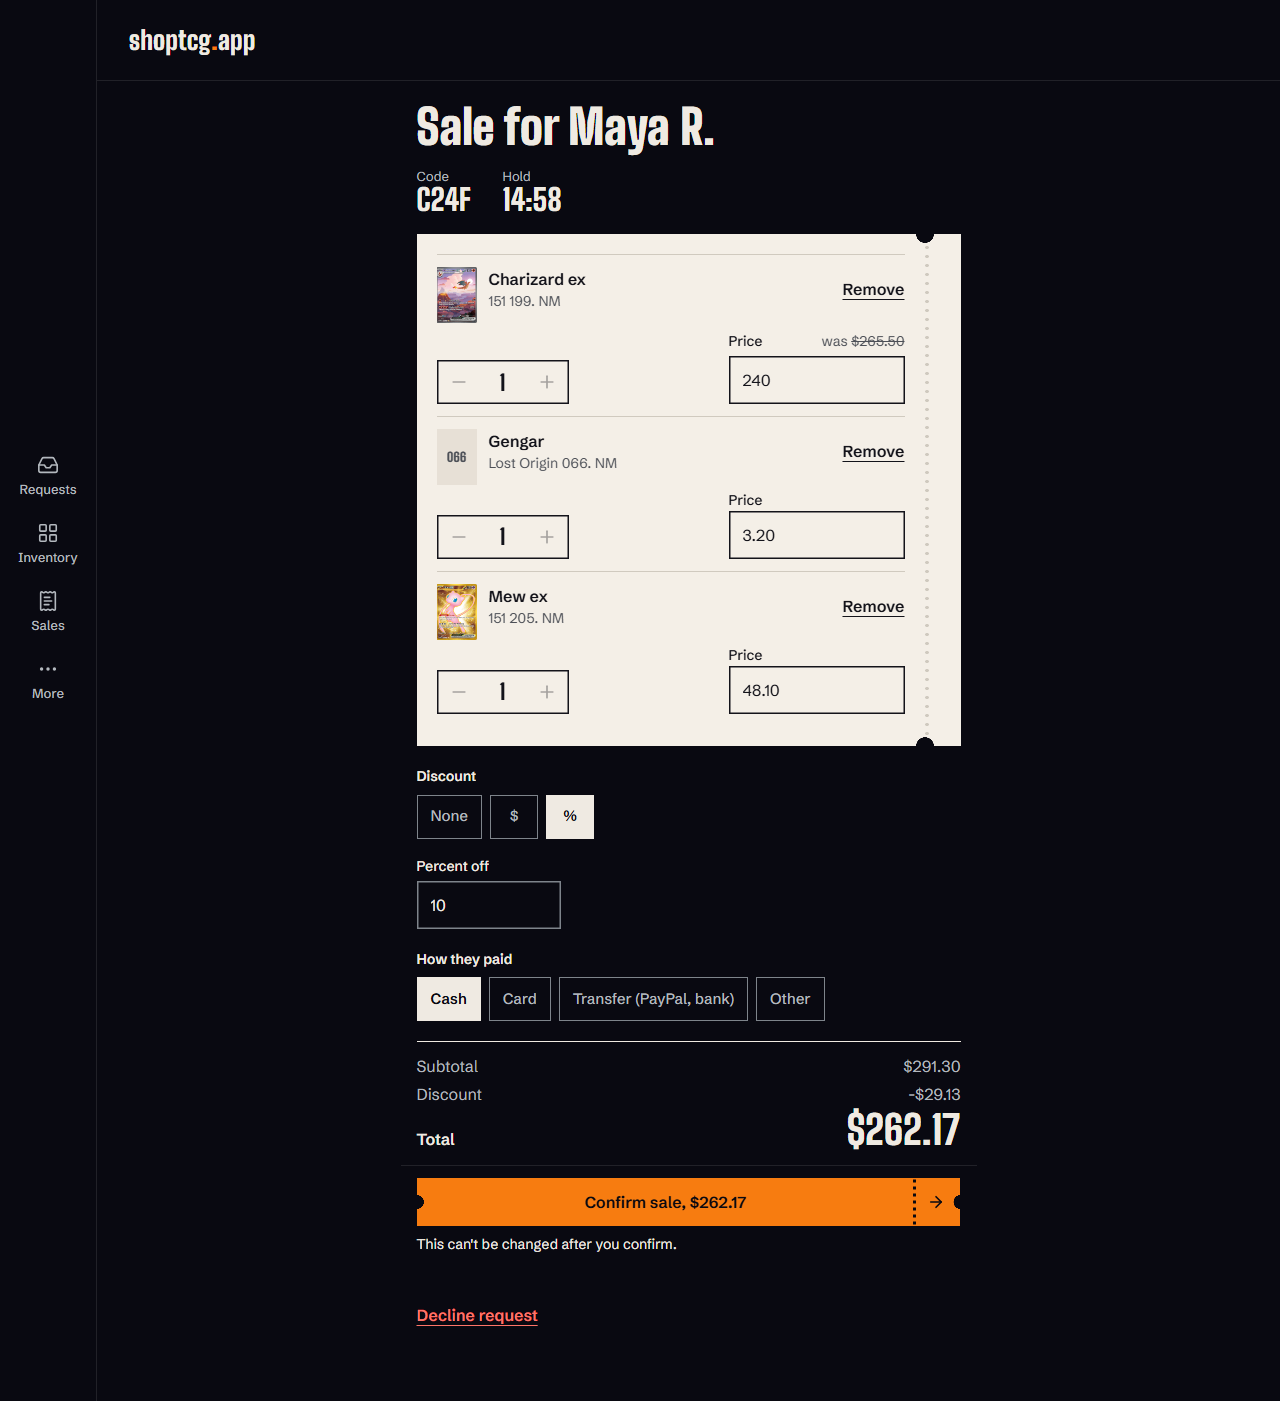 shoptcg.app
Sale for Maya R.
Code
Hold
C24F
14:58
Charizard ex
151 199. NM
Remove
Price
was $265.50
1
240
066
Gengar
Lost Origin 066. NM
Remove
Price
1
3.20
Mew ex
151 205. NM
Remove
Price
1
48.10
Requests
Inventory
Sales
More
Discount
None
$
%
Percent off
10
How they paid
Cash
Card
Transfer (PayPal, bank)
Other
Subtotal
$291.30
Discount
-$29.13
Total
$262.17
Confirm sale, $262.17
This can't be changed after you confirm.
Decline request